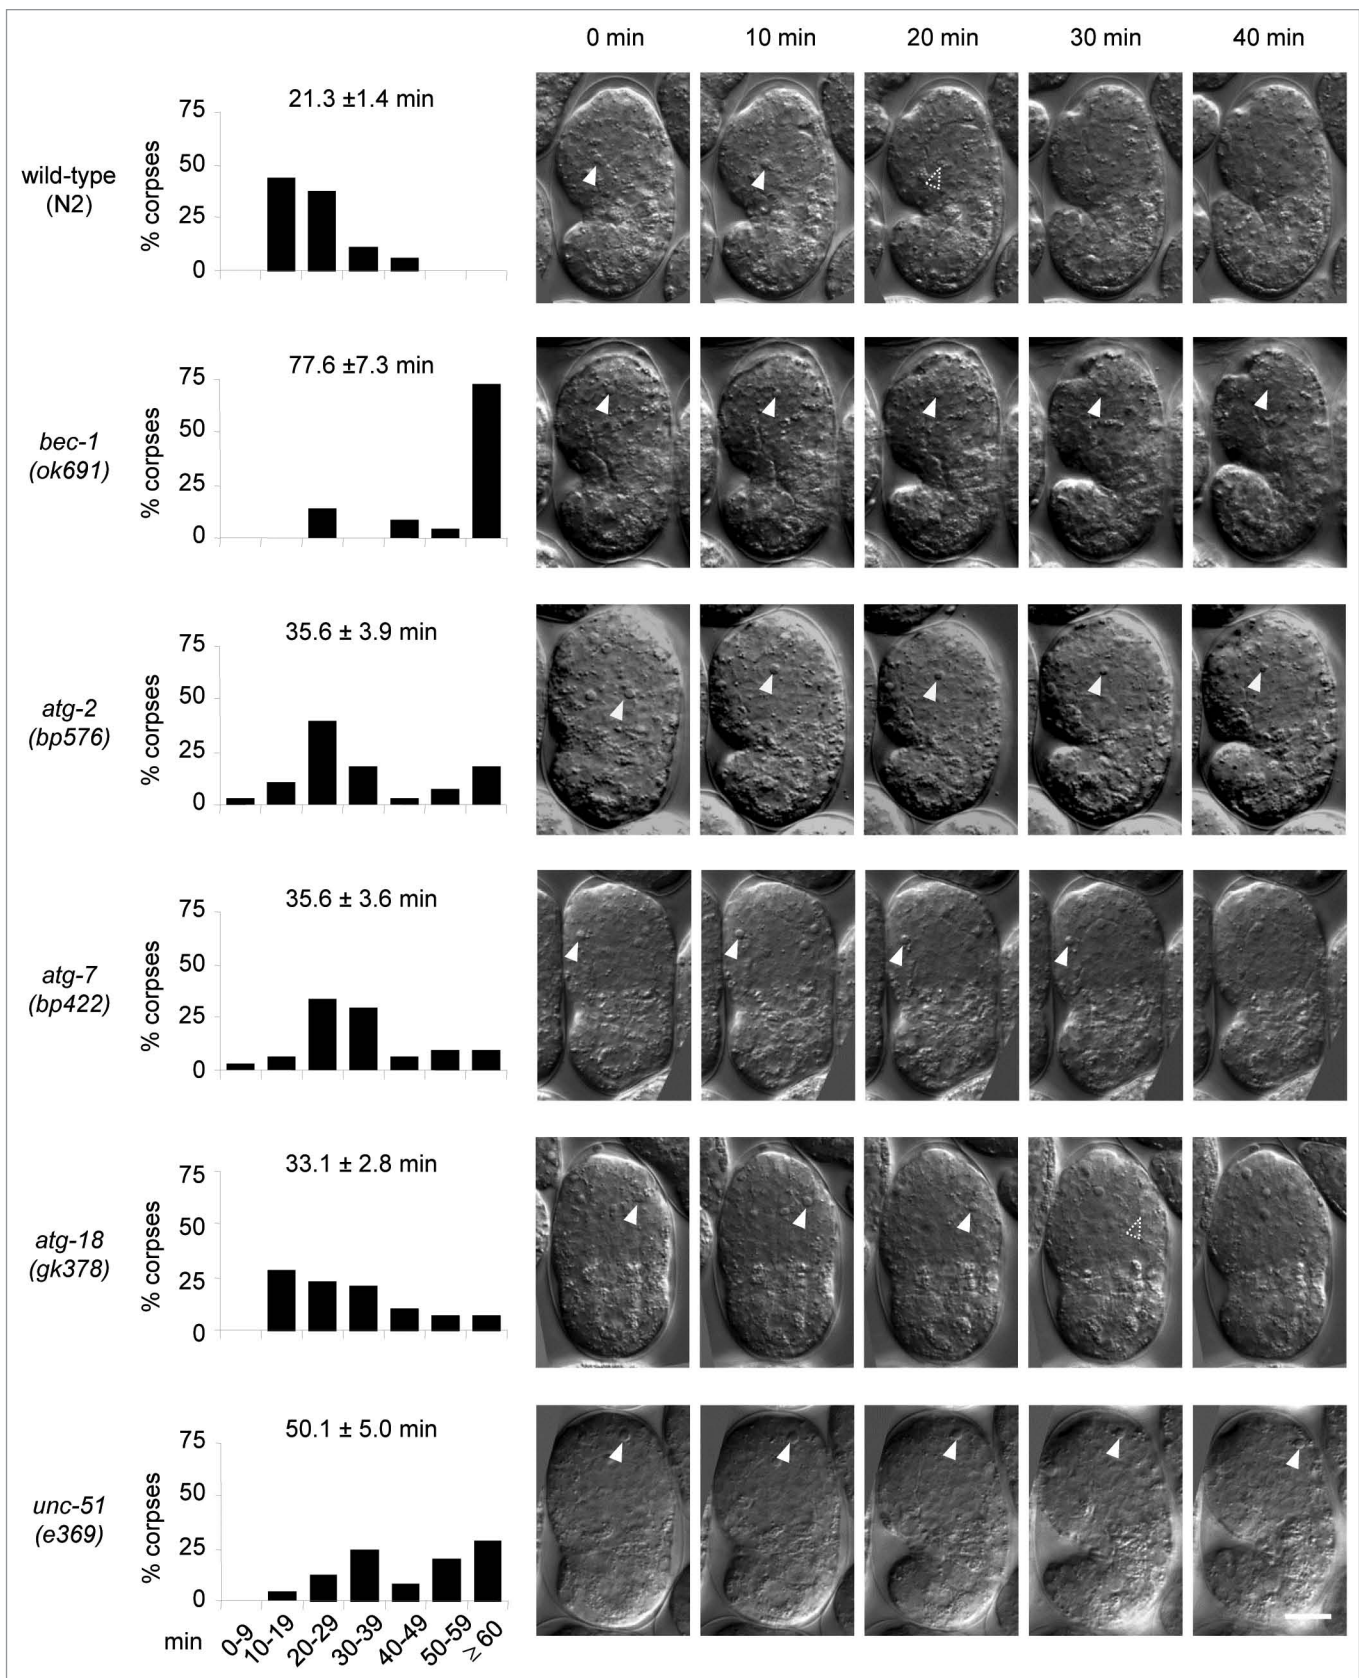 0 min 10 min 20 min 30 min 40 min
21.3 ±1.4 min
wild-type
(N2)
% corpses
75
50
25
0
77.6 ±7.3 min
bec-1
(ok691)
% corpses
75
50
25
0
35.6 ± 3.9 min
atg-2
(bp576)
% corpses
75
50
25
0
35.6 ± 3.6 min
atg-7
(bp422)
% corpses
75
50
25
0
33.1 ± 2.8 min
atg-18
(gk378)
% corpses
75
50
25
0
50.1 ± 5.0 min
unc-51
(e369)
% corpses
75
50
25
0
min 0-9 10-19 20-29 30-39 40-49 50-59 ≥ 60